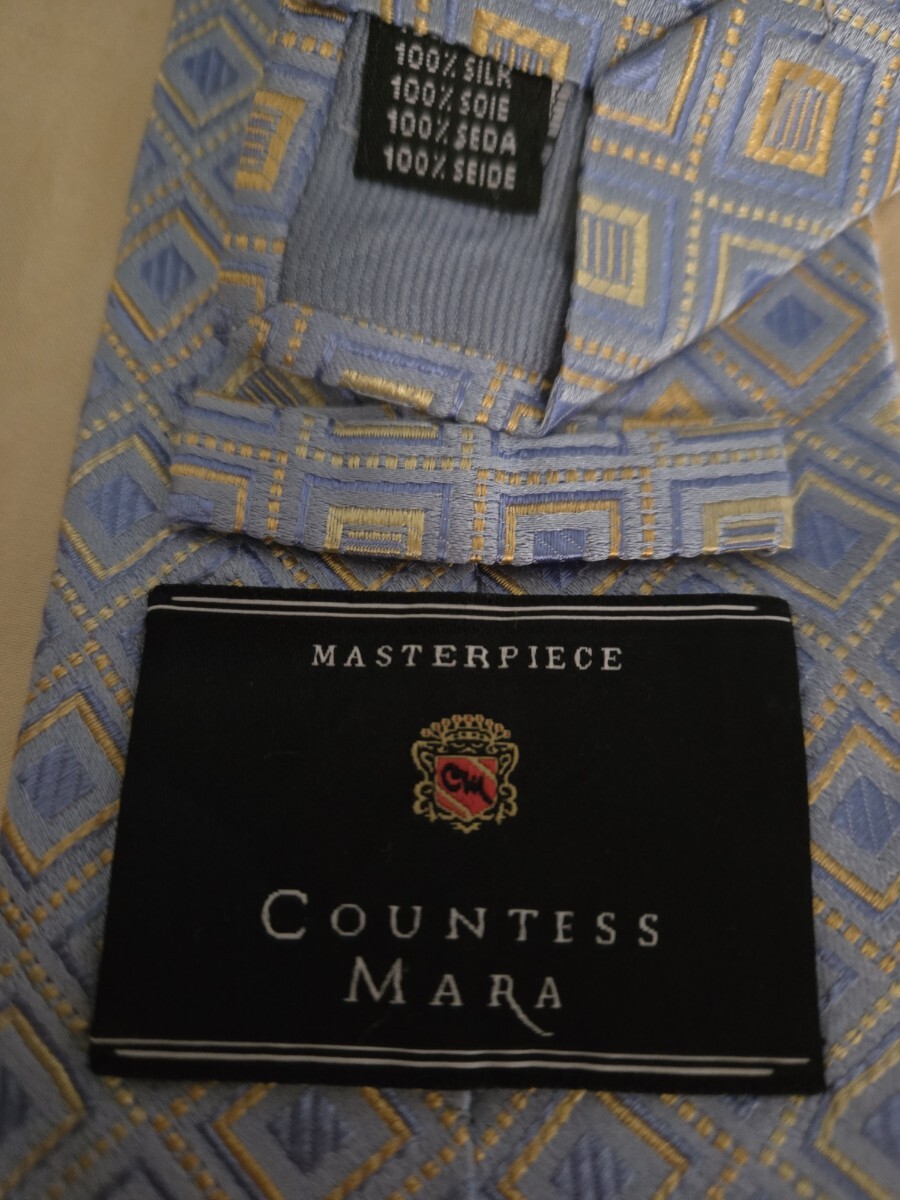 100% SILK
100% SOIE
100% SEDA
100% SEIDE
MASTERPIECE
CM
COUNTESS
MARA